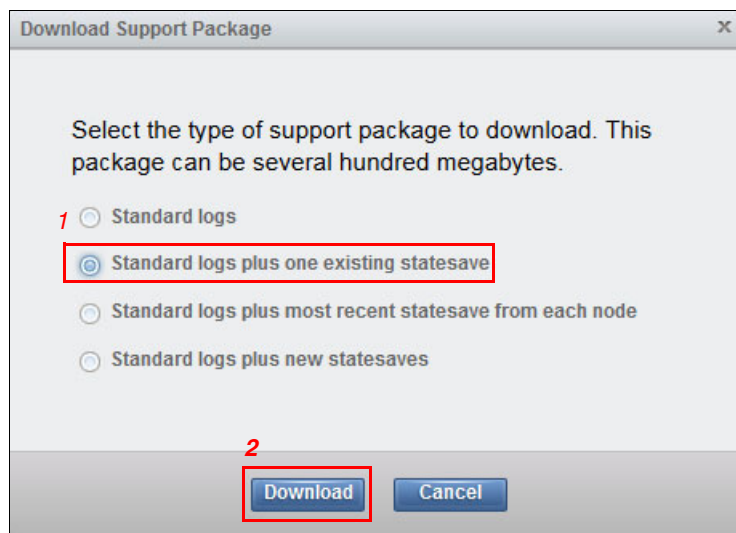 Download Support Package
x
Select the type of support package to download. This
package can be several hundred megabytes.
1
Standard logs
Standard logs plus one existing statesave
Standard logs plus most recent statesave from each node
Standard logs plus new statesaves
2
Download
Cancel